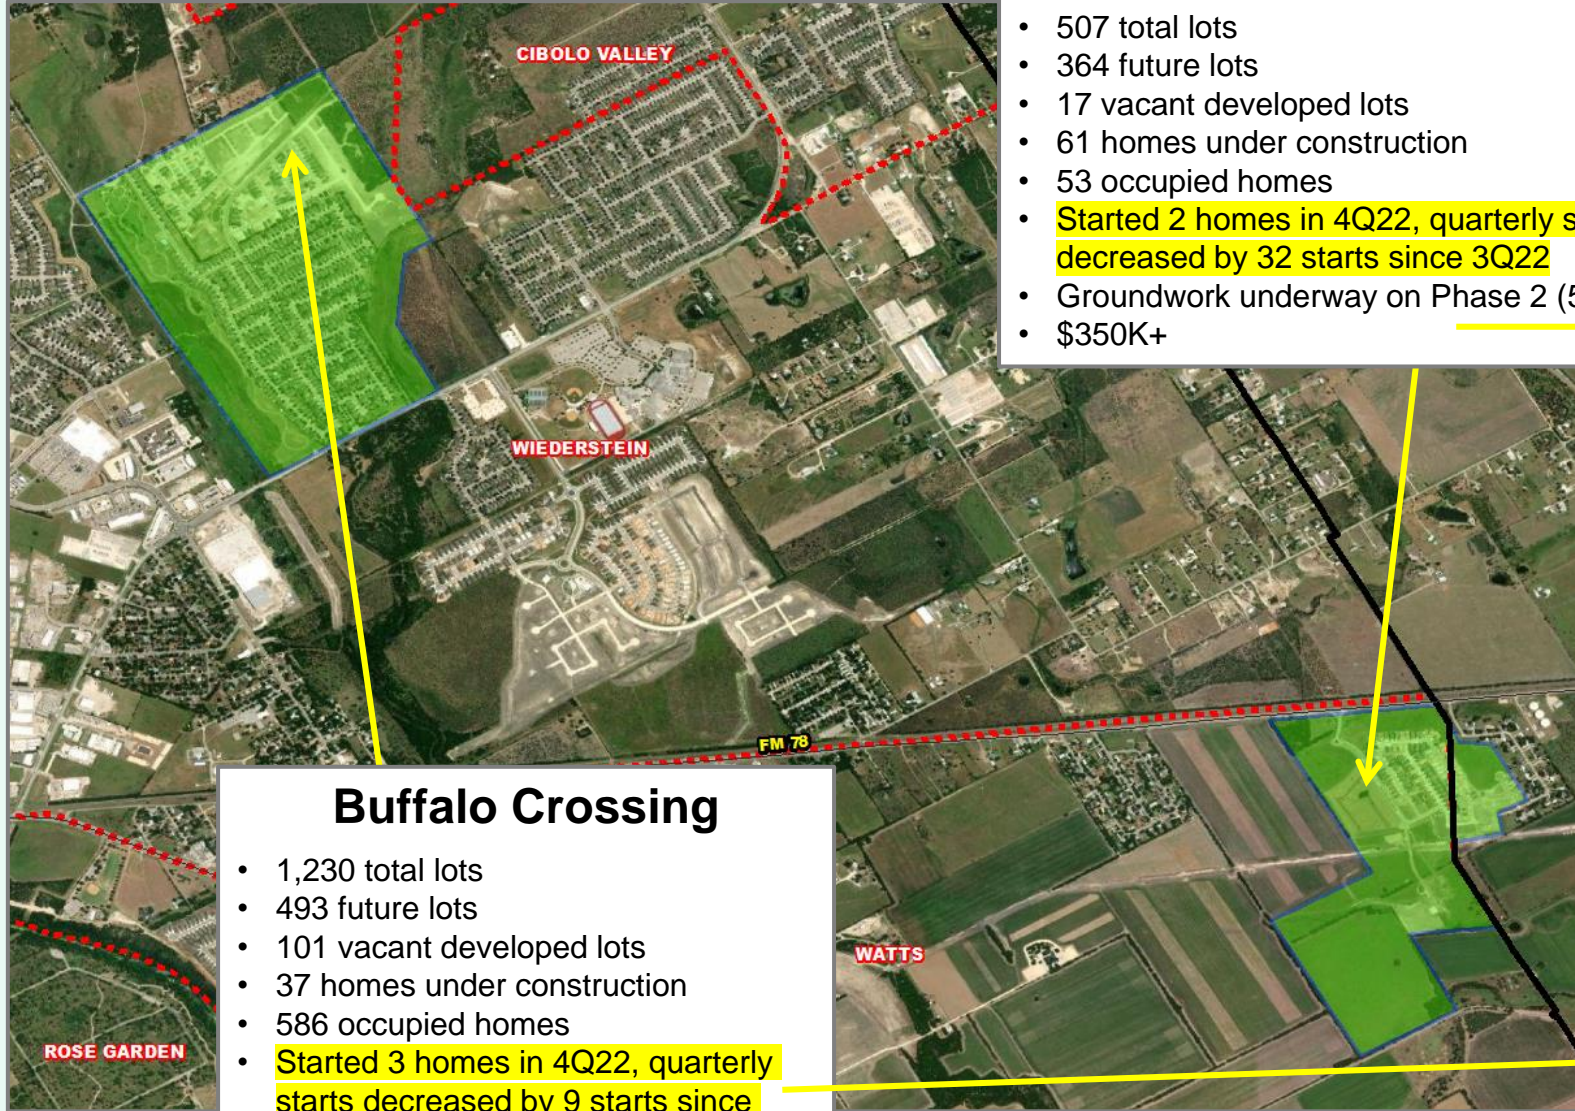 CIBOLO VALLEY
• 507 total lots
• 364 future lots
• 17 vacant developed lots
• 61 homes under construction
• 53 occupied homes
• Started 2 homes in 4Q22, quarterly
decreased by 32 starts since 3Q22
• Groundwork underway on Phase 2
• $350K+
WIEDERSTEIN
FM 78
Buffalo Crossing
• 1,230 total lots
• 493 future lots
• 101 vacant developed lots
• 37 homes under construction
• 586 occupied homes
• Started 3 homes in 4Q22, quarterly
starts decreased by 9 starts since
WATTS
ROSE GARDEN